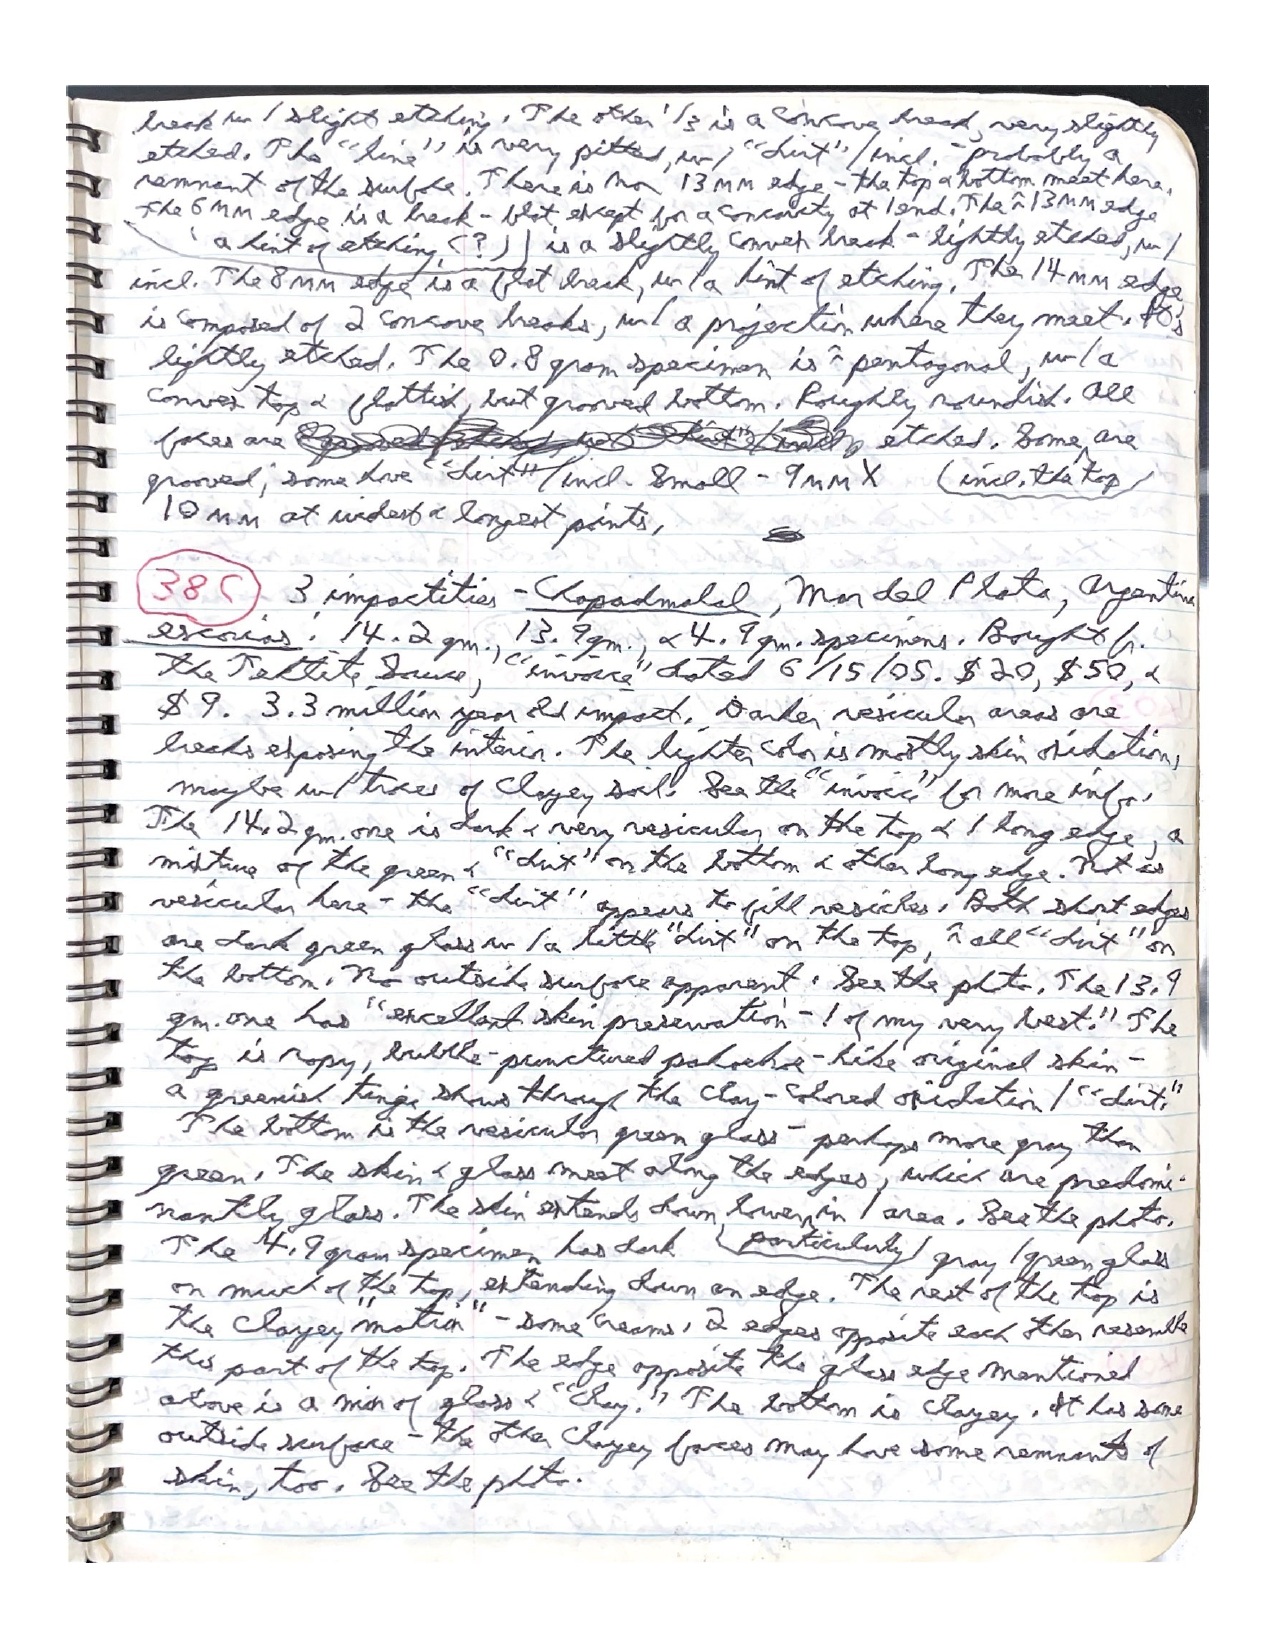 break w/ slight etching. The other 1/3 is a concave break, very slightly
etched. The "line" is very pitted, w/ "dirt"/incl. - probably a
remnant of the surface. There is no 13 MM edge - the top & bottom meet here.
The 6 MM edge is a break - flat except for a concavity at 1 end. The ~ 13 MM edge
(a hint of etching (?)) is a slightly convex break - lightly etched, w/
incl. The 8 MM edge is a flat break, w/ a hint of etching. The 14 MM edge
is composed of 2 concave breaks, w/ a projection where they meet. It's
lightly etched. The 0.8 gram specimen is ~ pentagonal, w/ a
convex top & flattish, but grooved bottom. Roughly roundish. All
faces are etched. Some are
grooved; some have "dirt"/incl. Small - 9 MM X (incl. the top)
10 MM at widest & longest points.
385 3 impactities - Chapadmalal, Mar del Plata, Argentina
escorias. 14.2 gm., 13.9 gm., & 4.9 gm. specimens. Bought fr.
the Tektite Source, "invoice" dated 6/15/05. $20, $50, &
$9. 3.3 million year old impact. Darker vesicular areas are
breaks exposing the interior. The lighter color is mostly skin oxidation,
maybe w/ traces of clayey soil. See the "invoice" for more info.
The 14.2 gm. one is dark & very vesicular on the top & 1 long edge, a
mixture of the green & "dirt" on the bottom & other long edge. Not as
vesicular here - the "dirt" appears to fill vesicles. Both short edges
are dark green glass w/ a little "dirt" on the top, ~ all "dirt" on
the bottom. No outside surface apparent. See the photo. The 13.9
gm. one has "excellent skin preservation - 1 of my very best." The
top is ropy, bubble-punctured pahoehoe-like original skin -
a greenish tinge shows through the clay-colored oxidation/"dirt."
The bottom is the vesicular green glass - perhaps more gray than
green. The skin & glass meet along the edges, which are predomi-
nantly glass. The skin extends down lower in 1 area. See the photo.
The 4.9 gram specimen has dark (particularly) gray/green glass
on much of the top, extending down an edge. The rest of the top is
the clayey "matrix" - some creams. 2 edges opposite each other resemble
this part of the top. The edge opposite the glass edge mentioned
above is a mix of glass & "clay." The bottom is clayey. It has some
outside surface - the other clayey faces may have some remnants of
skin, too. See the photo.